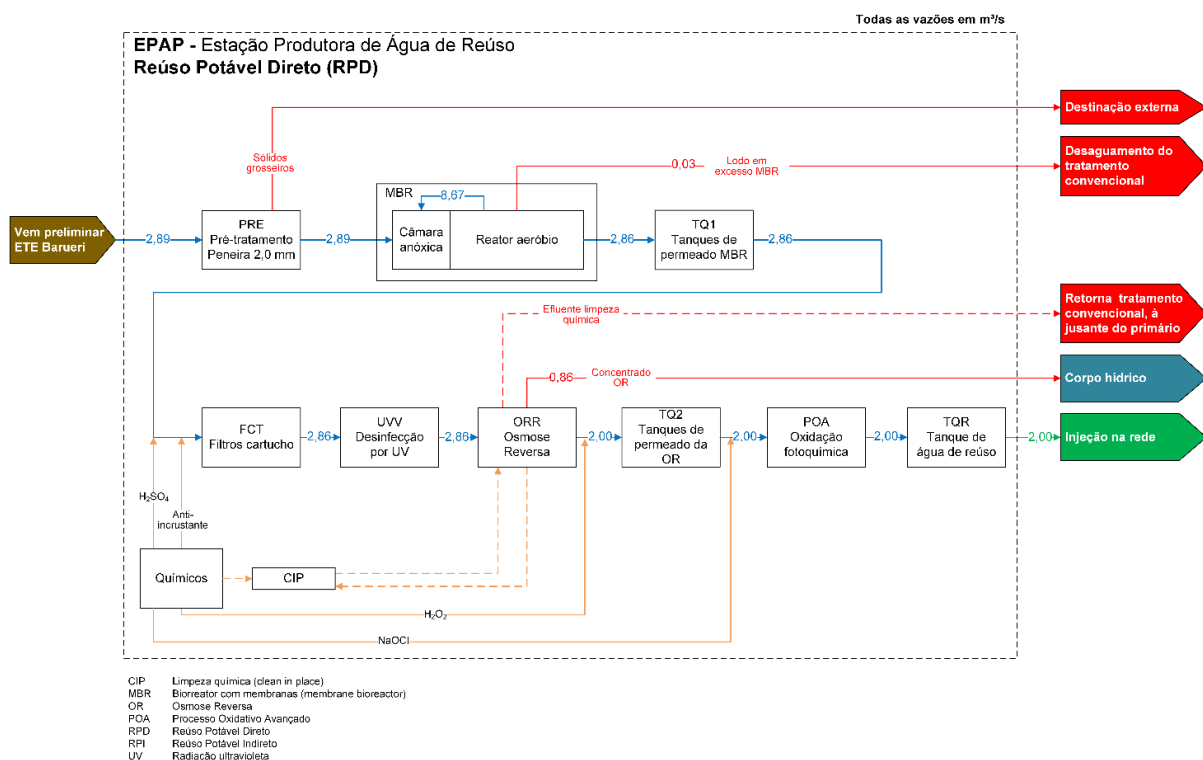 Todas as vazões em m³/s
EPAP - Estação Produtora de Água de Reúso
Reúso Potável Direto (RPD)
Destinação externa
Sólidos
grosseiros
Desaguamento do
tratamento
convencional
0,03
Lodo em
excesso MBR
MBR
8,67
Vem preliminar
ETE Barueri
2,89
PRE
Pré-tratamento
Peneira 2,0 mm
2,89
Câmara
anóxica
Reator aeróbio
2,86
TQ1
Tanques de
permeado MBR
2,86
Retorna tratamento
convencional, à
jusante do primário
Efluente limpeza
química
0,86
Concentrado
OR
Corpo hídrico
FCT
Filtros cartucho
2,86
UVV
Desinfecção
por UV
2,86
ORR
Osmose
Reversa
2,00
TQ2
Tanques de
permeado da
OR
2,00
POA
Oxidação
fotoquímica
2,00
TQR
Tanque de
água de reúso
2,00
Injeção na rede
H₂SO₄
Anti-
incrustante
Químicos
CIP
H₂O₂
NaOCl
CIP Limpeza química (clean in place)
MBR Biorreator com membranas (membrane bioreactor)
OR Osmose Reversa
POA Processo Oxidativo Avançado
RPD Reúso Potável Direto
RPI Reúso Potável Indireto
UV Radiação ultravioleta